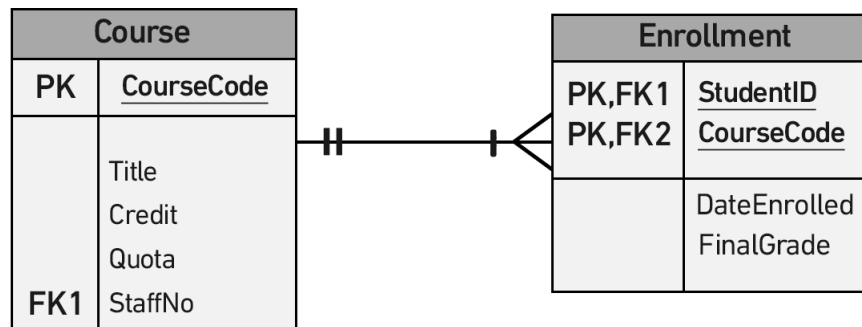 Course
PK CourseCode
Title
Credit
Quota
FK1 StaffNo
Enrollment
PK,FK1 StudentID
PK,FK2 CourseCode
DateEnrolled
FinalGrade